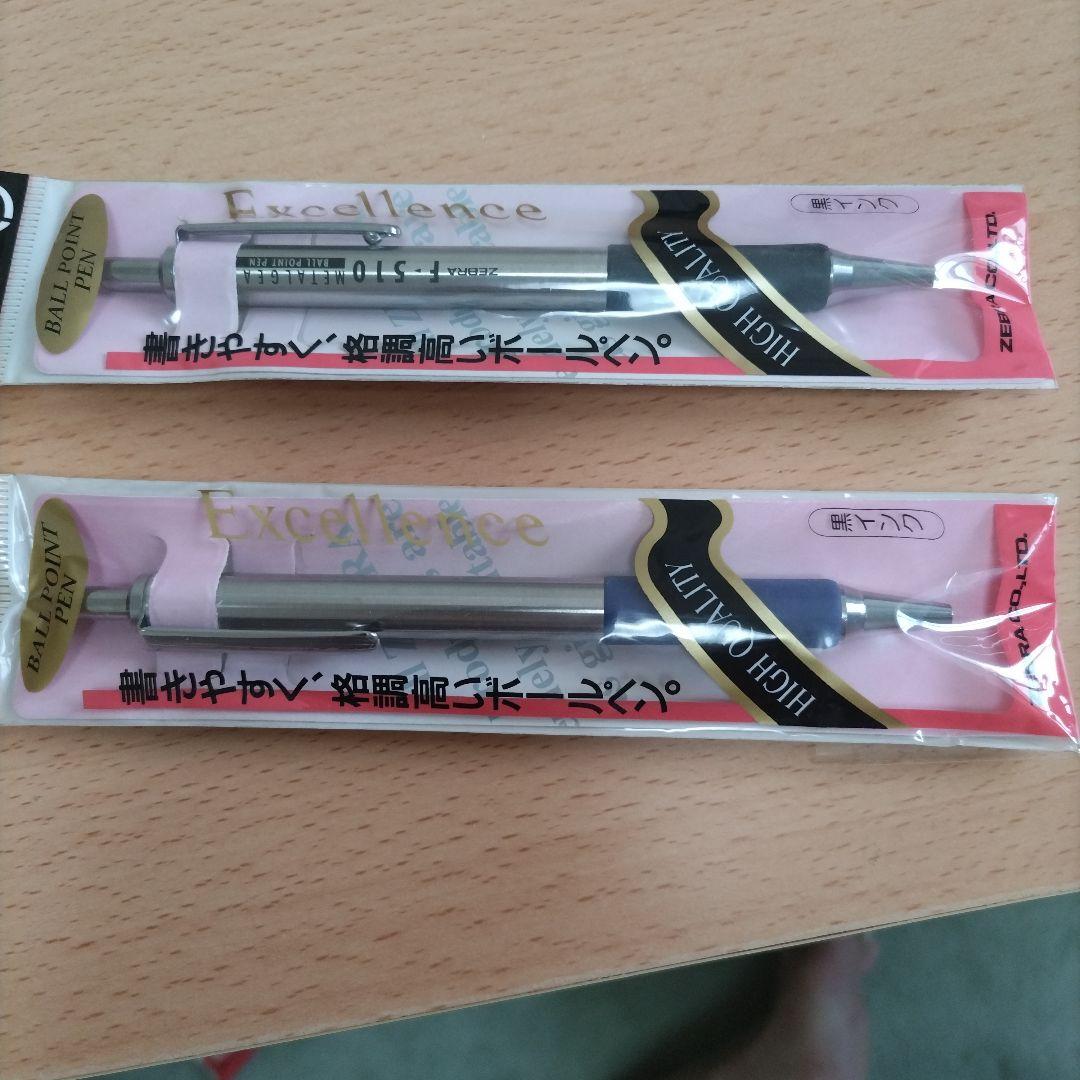 BALL POINT
PEN
Excellence
ZEBRA F-510 METALGEA
BALL POINT PEN
HIGH QUALITY
黒インク
書きやすく、格調高いボールペン。
ZEBRA CO., LTD.
BALL POINT
PEN
Excellence
HIGH QUALITY
黒インク
書きやすく、格調高いボールペン。
RA CO., LTD.